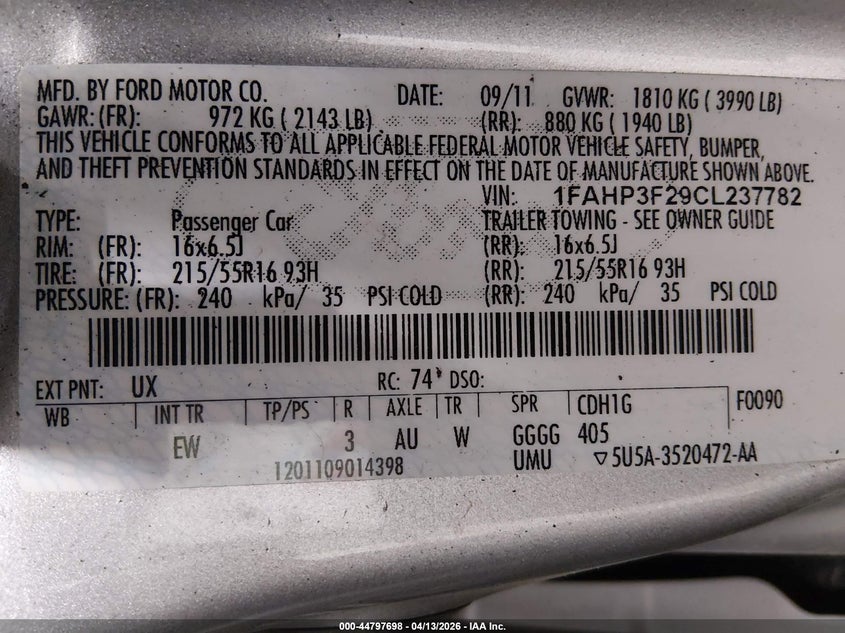 MFD. BY FORD MOTOR CO. DATE: 09/11 GVWR: 1810 KG ( 3990 LB)
GAWR: (FR): 972 KG ( 2143 LB) (RR): 880 KG ( 1940 LB)
THIS VEHICLE CONFORMS TO ALL APPLICABLE FEDERAL MOTOR VEHICLE SAFETY, BUMPER,
AND THEFT PREVENTION STANDARDS IN EFFECT ON THE DATE OF MANUFACTURE SHOWN ABOVE.
VIN: 1FAHP3F29CL237782
TYPE: Passenger Car TRAILER TOWING - SEE OWNER GUIDE
RIM: (FR): 16x6.5J (RR): 16x6.5J
TIRE: (FR): 215/55R16 93H (RR): 215/55R16 93H
PRESSURE: (FR): 240 kPa/ 35 PSI COLD (RR): 240 kPa/ 35 PSI COLD
EXT PNT: UX RC: 74 DSO:
WB INT TR TP/PS R AXLE TR SPR CDH1G F0090
EW 3 AU W GGGG 405
1201109014398 UMU ▽5U5A-3520472-AA
000-44797698 - 04/13/2026 - IAA Inc.